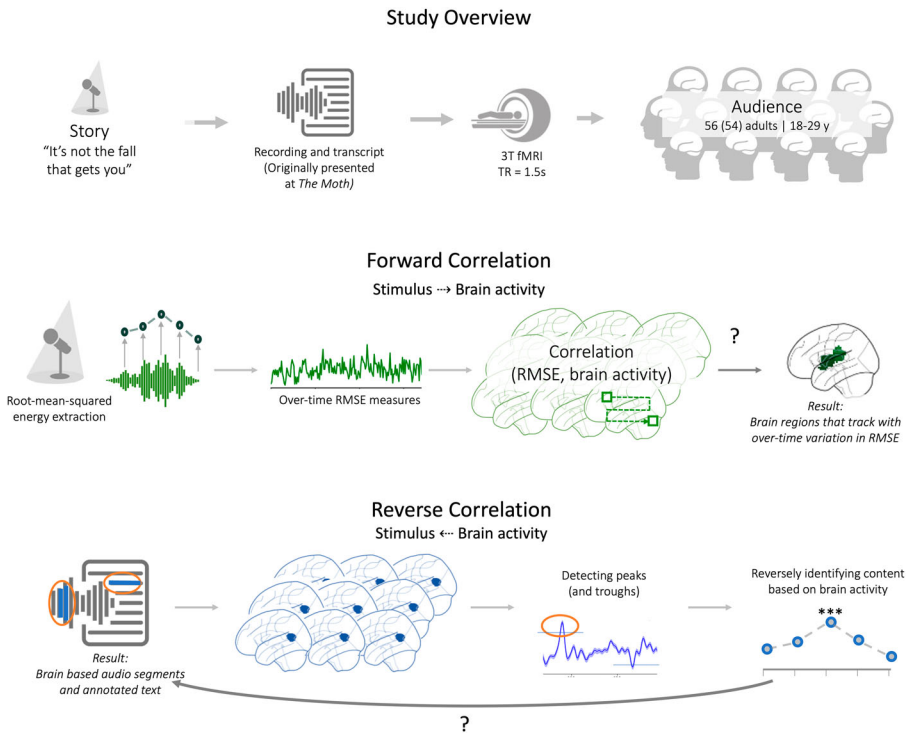 Study Overview
Story
“It’s not the fall
that gets you”
Recording and transcript
(Originally presented
at The Moth)
3T fMRI
TR = 1.5s
Audience
56 (54) adults | 18-29 y
Forward Correlation
Stimulus ⇢ Brain activity
Root-mean-squared
energy extraction
Over-time RMSE measures
Correlation
(RMSE, brain activity)
?
Result:
Brain regions that track with
over-time variation in RMSE
Reverse Correlation
Stimulus ⇠ Brain activity
Result:
Brain based audio segments
and annotated text
Detecting peaks
(and troughs)
Reversely identifying content
based on brain activity
***
?